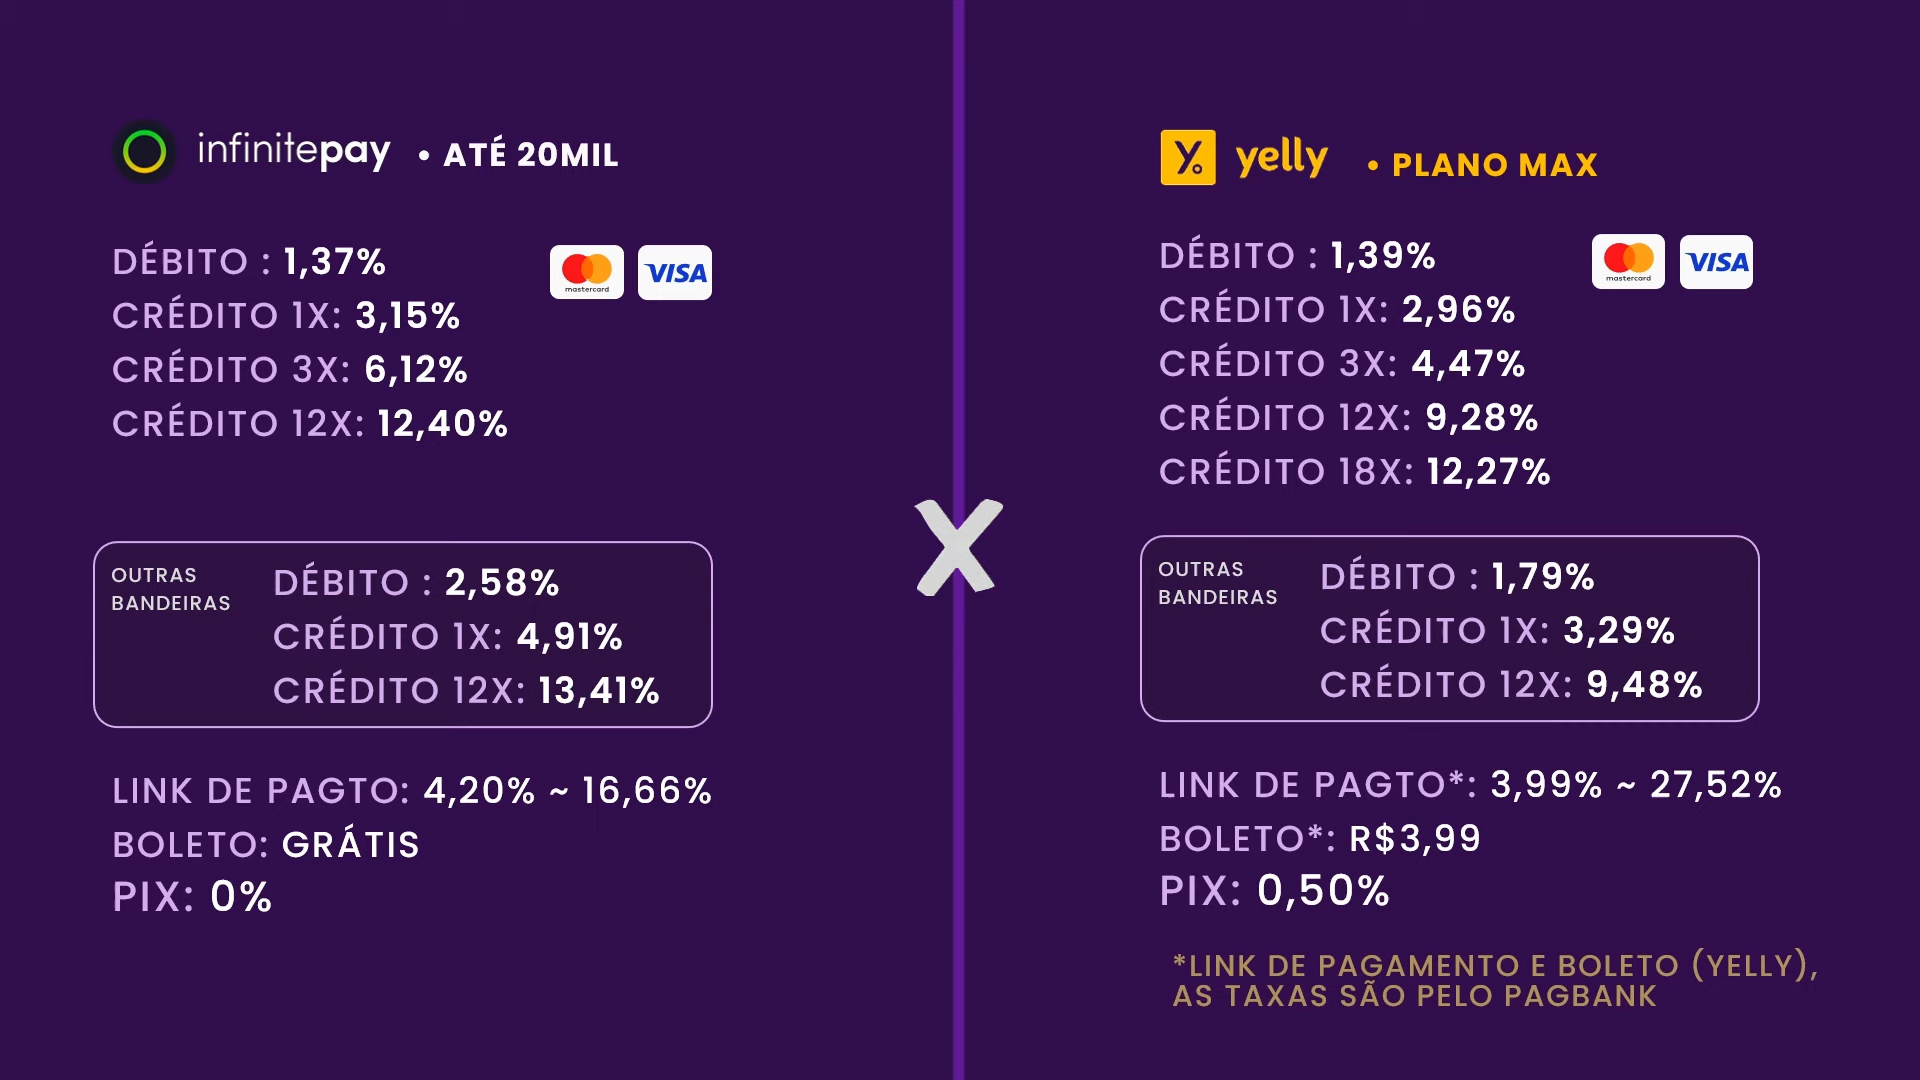 infinitepay • ATÉ 20MIL
DÉBITO : 1,37%
CRÉDITO 1X: 3,15%
CRÉDITO 3X: 6,12%
CRÉDITO 12X: 12,40%
mastercard VISA
OUTRAS
BANDEIRAS
DÉBITO : 2,58%
CRÉDITO 1X: 4,91%
CRÉDITO 12X: 13,41%
LINK DE PAGTO: 4,20% ~ 16,66%
BOLETO: GRÁTIS
PIX: 0%
X
y. yelly • PLANO MAX
DÉBITO : 1,39%
CRÉDITO 1X: 2,96%
CRÉDITO 3X: 4,47%
CRÉDITO 12X: 9,28%
CRÉDITO 18X: 12,27%
mastercard VISA
OUTRAS
BANDEIRAS
DÉBITO : 1,79%
CRÉDITO 1X: 3,29%
CRÉDITO 12X: 9,48%
LINK DE PAGTO*: 3,99% ~ 27,52%
BOLETO*: R$3,99
PIX: 0,50%
*LINK DE PAGAMENTO E BOLETO (YELLY),
AS TAXAS SÃO PELO PAGBANK